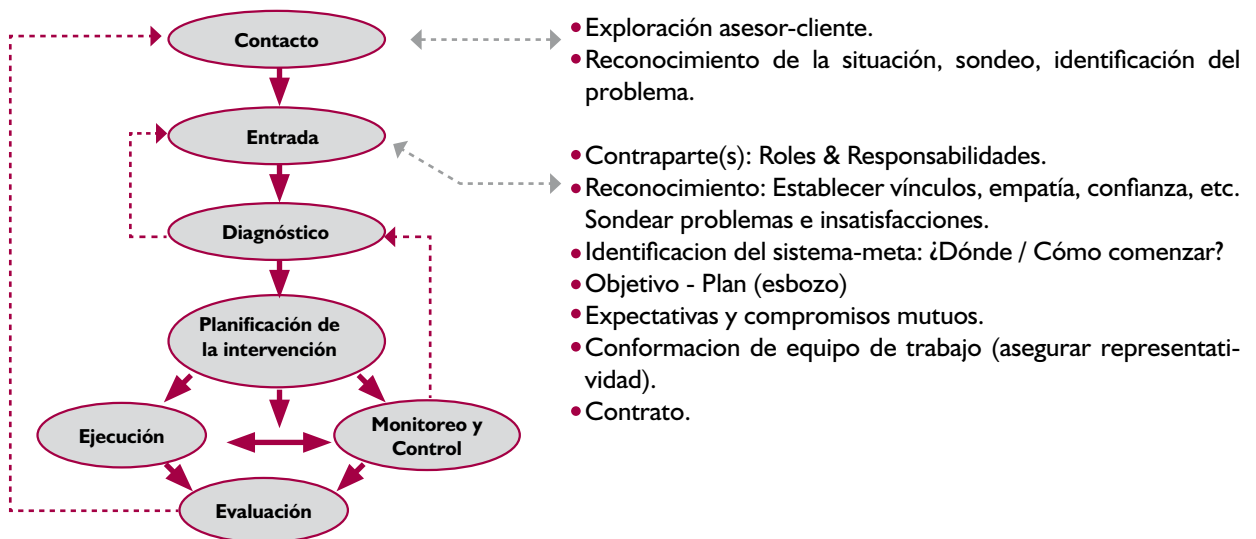 Contacto
Entrada
Diagnóstico
Planificación de
la intervención
Ejecución
Monitoreo y
Control
Evaluación
• Exploración asesor-cliente.
• Reconocimiento de la situación, sondeo, identificación del
problema.
• Contraparte(s): Roles & Responsabilidades.
• Reconocimiento: Establecer vínculos, empatía, confianza, etc.
Sondear problemas e insatisfacciones.
• Identificacion del sistema-meta: ¿Dónde / Cómo comenzar?
• Objetivo - Plan (esbozo)
• Expectativas y compromisos mutuos.
• Conformacion de equipo de trabajo (asegurar representati-
vidad).
• Contrato.